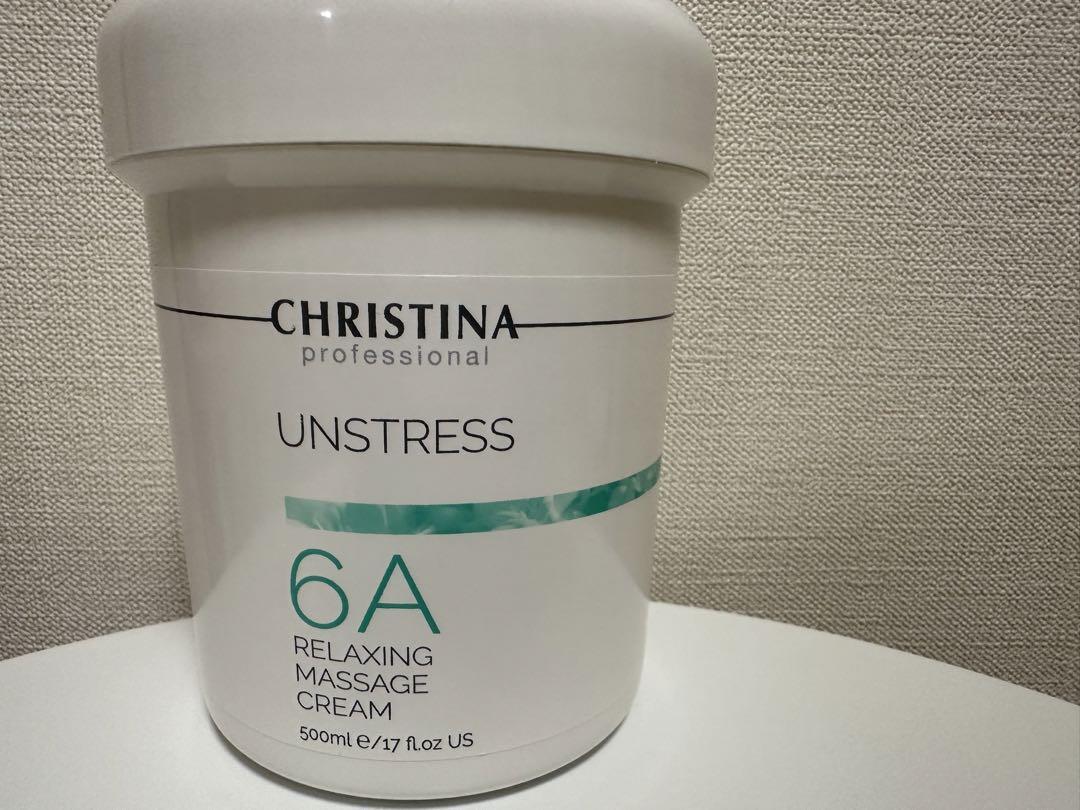 CHRISTINA
professional
UNSTRESS
6A
RELAXING
MASSAGE
CREAM
500ml e/17 fl.oz US